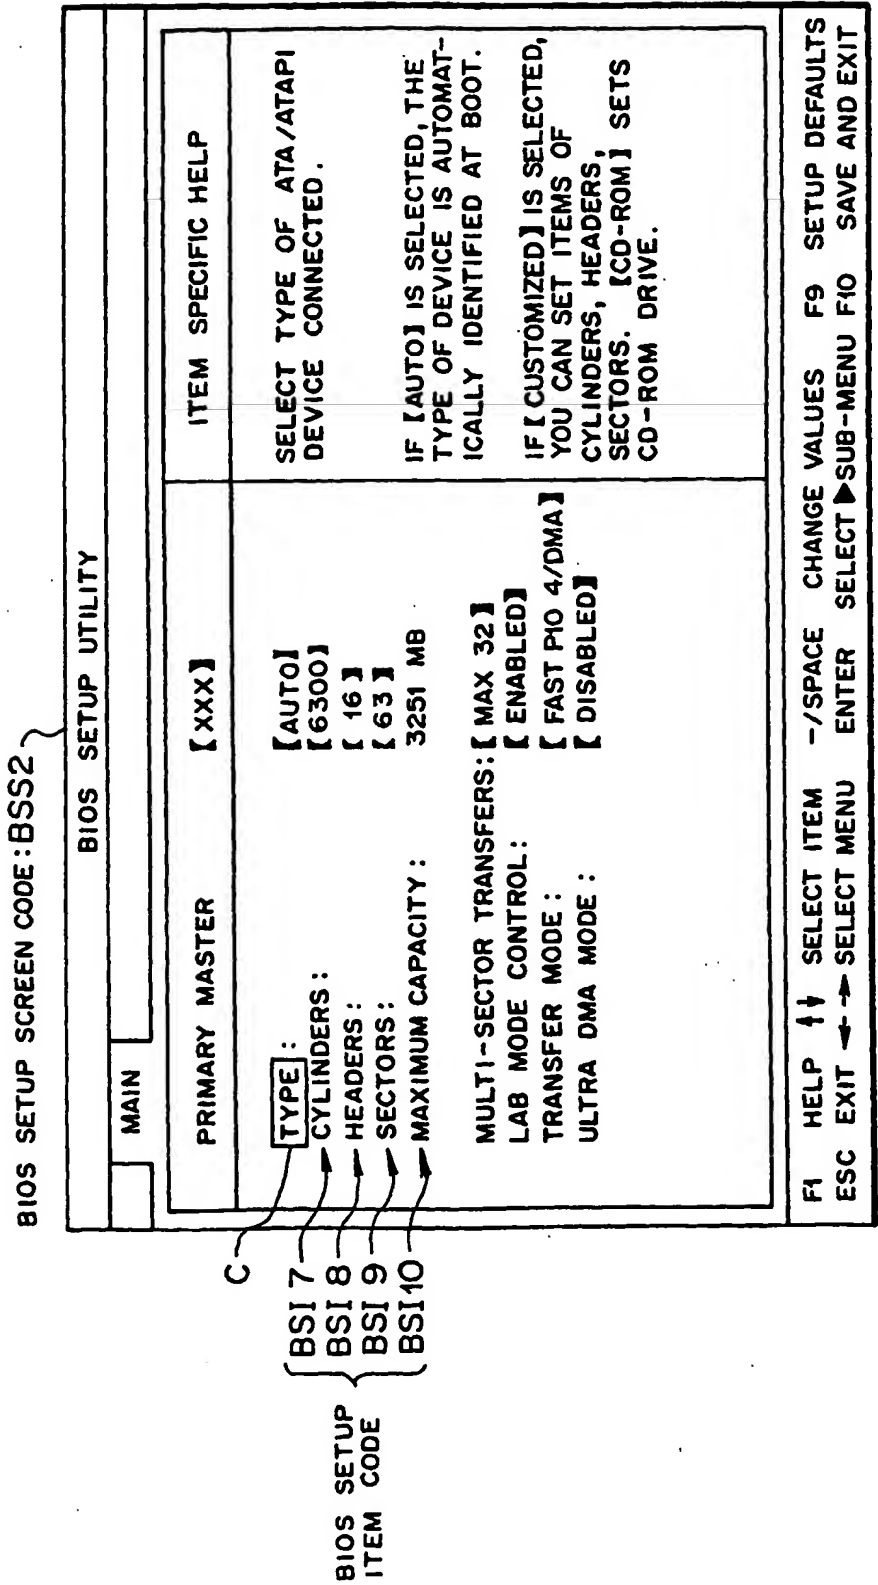 BIOS SETUP SCREEN CODE:BSS2
BIOS SETUP UTILITY
MAIN
PRIMARY MASTER [XXX]
ITEM SPECIFIC HELP
TYPE: [AUTO]
CYLINDERS: [6300]
HEADERS: [ 16 ]
SECTORS: [ 63 ]
MAXIMUM CAPACITY: 3251 MB
MULTI-SECTOR TRANSFERS: [ MAX 32 ]
LAB MODE CONTROL: [ ENABLED]
TRANSFER MODE: [ FAST PIO 4/DMA]
ULTRA DMA MODE: [ DISABLED]
SELECT TYPE OF ATA/ATAPI
DEVICE CONNECTED.
IF [AUTO] IS SELECTED, THE
TYPE OF DEVICE IS AUTOMAT-
ICALLY IDENTIFIED AT BOOT.
IF [ CUSTOMIZED] IS SELECTED,
YOU CAN SET ITEMS OF
CYLINDERS, HEADERS,
SECTORS. [CD-ROM] SETS
CD-ROM DRIVE.
F1 HELP ↑↓ SELECT ITEM -/SPACE CHANGE VALUES F9 SETUP DEFAULTS
ESC EXIT ←→ SELECT MENU ENTER SELECT ▶SUB-MENU F10 SAVE AND EXIT
C
BSI 7
BSI 8
BSI 9
BSI10
BIOS SETUP
ITEM CODE